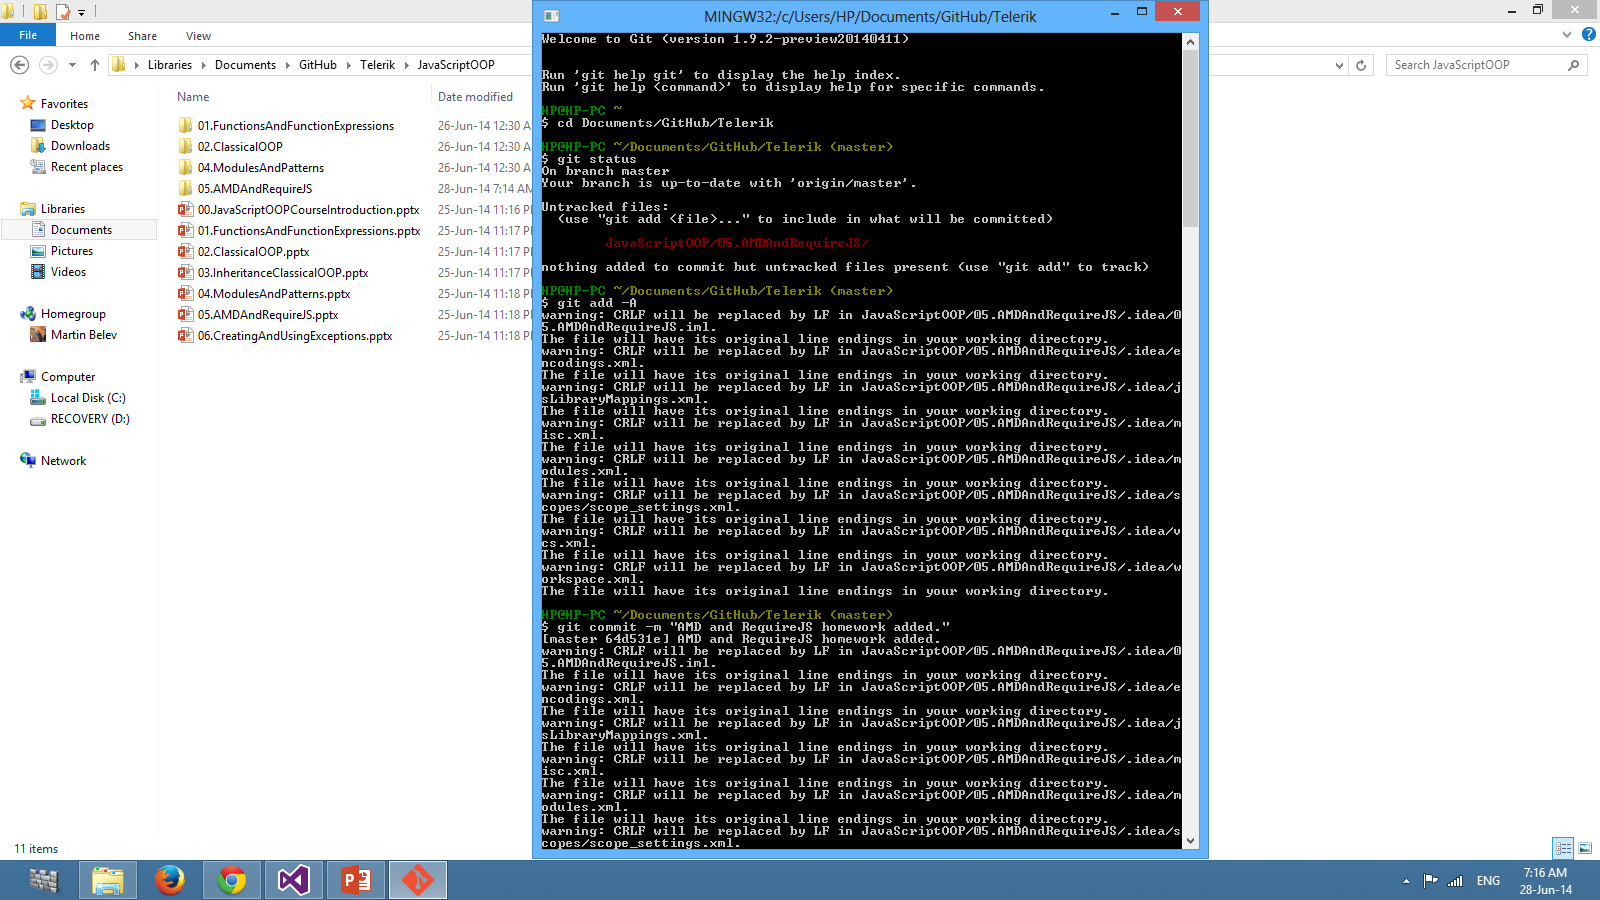 File
Home
Share
View
Libraries
Documents
GitHub
Telerik
JavaScriptOOP
Search JavaScriptOOP
Favorites
Desktop
Downloads
Recent places
Libraries
Documents
Pictures
Videos
Homegroup
Martin Belev
Computer
Local Disk (C:)
RECOVERY (D:)
Network
Name
Date modified
01.FunctionsAndFunctionExpressions
26-Jun-14 12:30 A
02.ClassicalOOP
26-Jun-14 12:30 A
04.ModulesAndPatterns
26-Jun-14 12:30 A
05.AMDAndRequireJS
28-Jun-14 7:14 AM
00.JavaScriptOOPCourseIntroduction.pptx
25-Jun-14 11:16 P
01.FunctionsAndFunctionExpressions.pptx
25-Jun-14 11:17 P
02.ClassicalOOP.pptx
25-Jun-14 11:17 P
03.InheritanceClassicalOOP.pptx
25-Jun-14 11:17 P
04.ModulesAndPatterns.pptx
25-Jun-14 11:18 P
05.AMDAndRequireJS.pptx
25-Jun-14 11:18 P
06.CreatingAndUsingExceptions.pptx
25-Jun-14 11:18 P
11 items
MINGW32:/c/Users/HP/Documents/GitHub/Telerik
Welcome to Git (version 1.9.2-preview20140411)
Run 'git help git' to display the help index.
Run 'git help <command>' to display help for specific commands.
HP@HP-PC ~
$ cd Documents/GitHub/Telerik
HP@HP-PC ~/Documents/GitHub/Telerik (master)
$ git status
On branch master
Your branch is up-to-date with 'origin/master'.
Untracked files:
(use "git add <file>..." to include in what will be committed)
JavaScriptOOP/05.AMDAndRequireJS/
nothing added to commit but untracked files present (use "git add" to track)
HP@HP-PC ~/Documents/GitHub/Telerik (master)
$ git add -A
warning: CRLF will be replaced by LF in JavaScriptOOP/05.AMDAndRequireJS/.idea/0
5.AMDAndRequireJS.iml.
The file will have its original line endings in your working directory.
warning: CRLF will be replaced by LF in JavaScriptOOP/05.AMDAndRequireJS/.idea/e
ncodings.xml.
The file will have its original line endings in your working directory.
warning: CRLF will be replaced by LF in JavaScriptOOP/05.AMDAndRequireJS/.idea/j
sLibraryMappings.xml.
The file will have its original line endings in your working directory.
warning: CRLF will be replaced by LF in JavaScriptOOP/05.AMDAndRequireJS/.idea/m
isc.xml.
The file will have its original line endings in your working directory.
warning: CRLF will be replaced by LF in JavaScriptOOP/05.AMDAndRequireJS/.idea/m
odules.xml.
The file will have its original line endings in your working directory.
warning: CRLF will be replaced by LF in JavaScriptOOP/05.AMDAndRequireJS/.idea/s
copes/scope_settings.xml.
The file will have its original line endings in your working directory.
warning: CRLF will be replaced by LF in JavaScriptOOP/05.AMDAndRequireJS/.idea/v
cs.xml.
The file will have its original line endings in your working directory.
warning: CRLF will be replaced by LF in JavaScriptOOP/05.AMDAndRequireJS/.idea/w
orkspace.xml.
The file will have its original line endings in your working directory.
HP@HP-PC ~/Documents/GitHub/Telerik (master)
$ git commit -m "AMD and RequireJS homework added."
[master 64d531e] AMD and RequireJS homework added.
warning: CRLF will be replaced by LF in JavaScriptOOP/05.AMDAndRequireJS/.idea/0
5.AMDAndRequireJS.iml.
The file will have its original line endings in your working directory.
warning: CRLF will be replaced by LF in JavaScriptOOP/05.AMDAndRequireJS/.idea/e
ncodings.xml.
The file will have its original line endings in your working directory.
warning: CRLF will be replaced by LF in JavaScriptOOP/05.AMDAndRequireJS/.idea/j
sLibraryMappings.xml.
The file will have its original line endings in your working directory.
warning: CRLF will be replaced by LF in JavaScriptOOP/05.AMDAndRequireJS/.idea/m
isc.xml.
The file will have its original line endings in your working directory.
warning: CRLF will be replaced by LF in JavaScriptOOP/05.AMDAndRequireJS/.idea/m
odules.xml.
The file will have its original line endings in your working directory.
warning: CRLF will be replaced by LF in JavaScriptOOP/05.AMDAndRequireJS/.idea/s
copes/scope_settings.xml.
ENG
7:16 AM
28-Jun-14